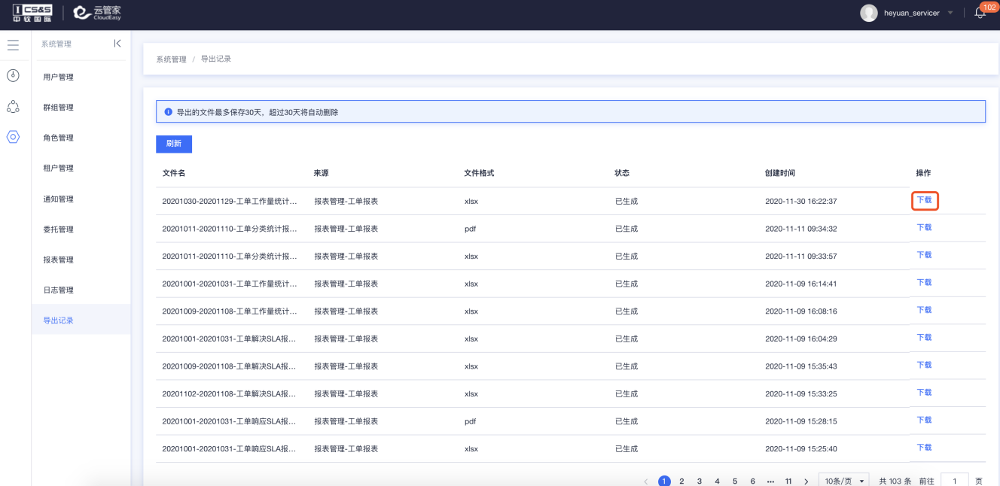 CS&S
中软国际
云管家
CloudEasy
heyuan_servicer
102
系统管理
用户管理
群组管理
角色管理
租户管理
通知管理
委托管理
报表管理
日志管理
导出记录
系统管理 / 导出记录
导出的文件最多保存30天，超过30天将自动删除
刷新
文件名 来源 文件格式 状态 创建时间 操作
20201030-20201129-工单工作量统计... 报表管理-工单报表 xlsx 已生成 2020-11-30 16:22:37 下载
20201011-20201110-工单分类统计报... 报表管理-工单报表 pdf 已生成 2020-11-11 09:34:32 下载
20201011-20201110-工单分类统计报... 报表管理-工单报表 xlsx 已生成 2020-11-11 09:33:57 下载
20201001-20201031-工单工作量统计... 报表管理-工单报表 xlsx 已生成 2020-11-09 16:14:41 下载
20201009-20201108-工单工作量统计... 报表管理-工单报表 xlsx 已生成 2020-11-09 16:08:16 下载
20201001-20201031-工单解决SLA报... 报表管理-工单报表 xlsx 已生成 2020-11-09 16:04:29 下载
20201009-20201108-工单解决SLA报... 报表管理-工单报表 xlsx 已生成 2020-11-09 15:35:43 下载
20201102-20201108-工单解决SLA报... 报表管理-工单报表 xlsx 已生成 2020-11-09 15:33:25 下载
20201001-20201031-工单响应SLA报... 报表管理-工单报表 pdf 已生成 2020-11-09 15:28:15 下载
20201001-20201031-工单响应SLA报... 报表管理-工单报表 xlsx 已生成 2020-11-09 15:25:40 下载
1 2 3 4 5 6 ... 11 10条/页 共 103 条 前往 1 页